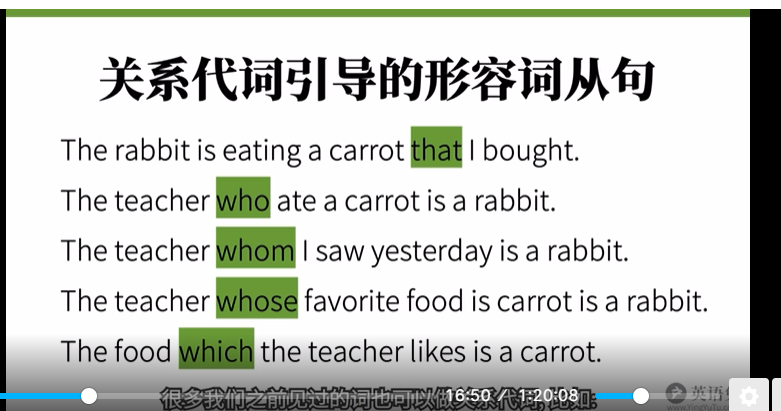 关系代词引导的形容词从句
The rabbit is eating a carrot that I bought.
The teacher who ate a carrot is a rabbit.
The teacher whom I saw yesterday is a rabbit.
The teacher whose favorite food is carrot is a rabbit.
The food which the teacher likes is a carrot.
很多我们之前见过的词也可以做关系代词,比如
16:50 / 1:20:08
英语